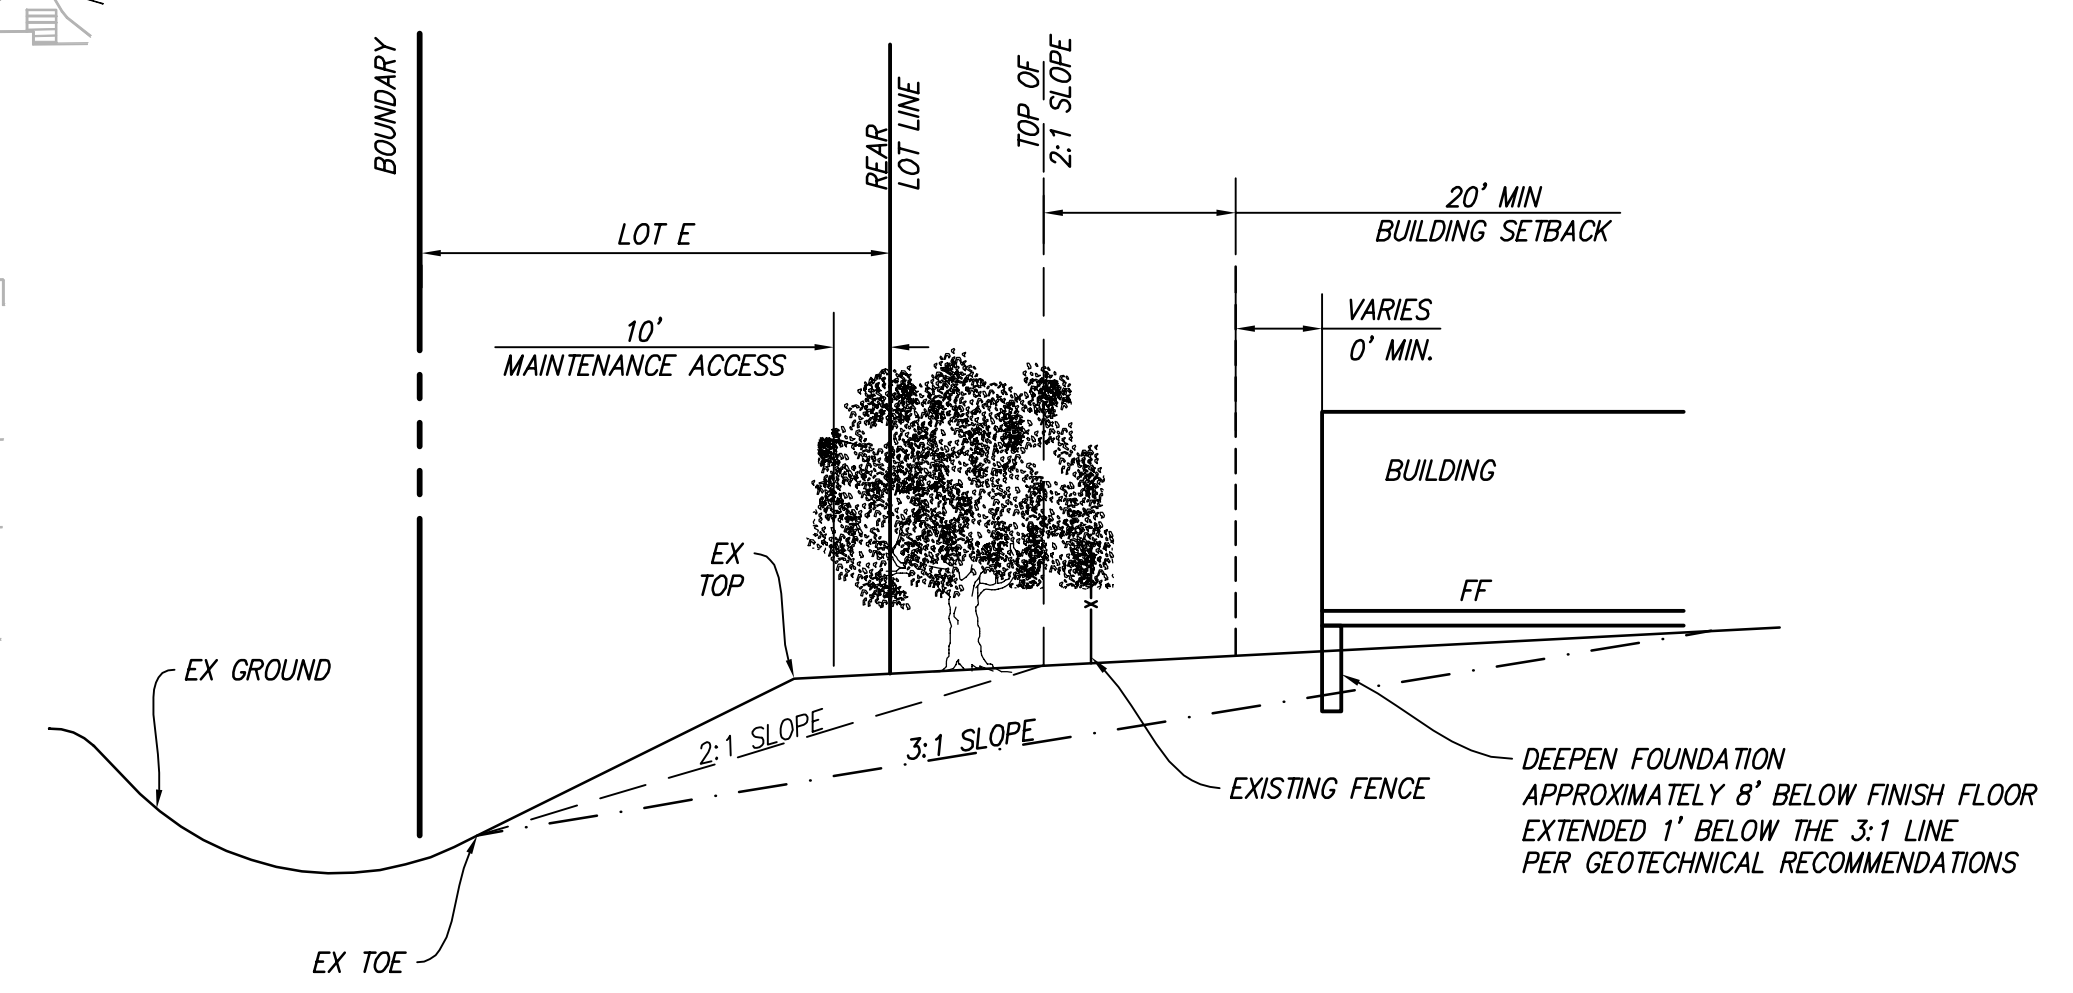 BOUNDARY
REAR
LOT LINE
TOP OF
2:1 SLOPE
20' MIN
BUILDING SETBACK
LOT E
VARIES
0' MIN.
10'
MAINTENANCE ACCESS
BUILDING
EX
TOP
FF
X
EX GROUND
2:1 SLOPE
3:1 SLOPE
EXISTING FENCE
DEEPEN FOUNDATION
APPROXIMATELY 8' BELOW FINISH FLOOR
EXTENDED 1' BELOW THE 3:1 LINE
PER GEOTECHNICAL RECOMMENDATIONS
EX TOE